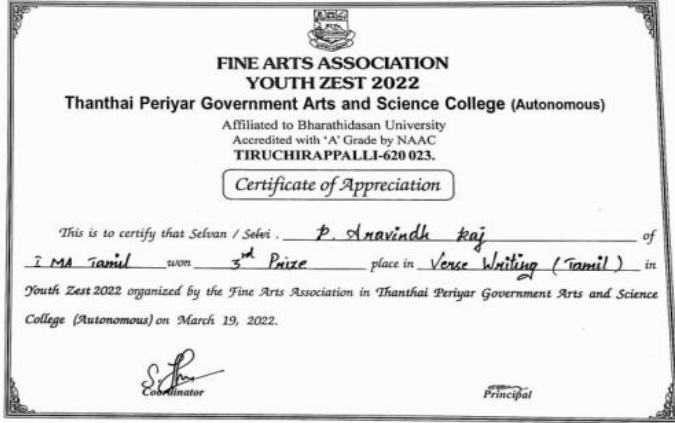 FINE ARTS ASSOCIATION
YOUTH ZEST 2022
Thanthai Periyar Government Arts and Science College (Autonomous)
Affiliated to Bharathidasan University
Accredited with 'A' Grade by NAAC
TIRUCHIRAPPALLI-620 023.
Certificate of Appreciation
This is to certify that Selvan / Selvi . P. Aravindh Raj of
I MA Tamil won 3rd Prize place in Verse Writing (Tamil) in
Youth Zest 2022 organized by the Fine Arts Association in Thanthai Periyar Government Arts and Science
College (Autonomous) on March 19, 2022.
Coordinator Principal